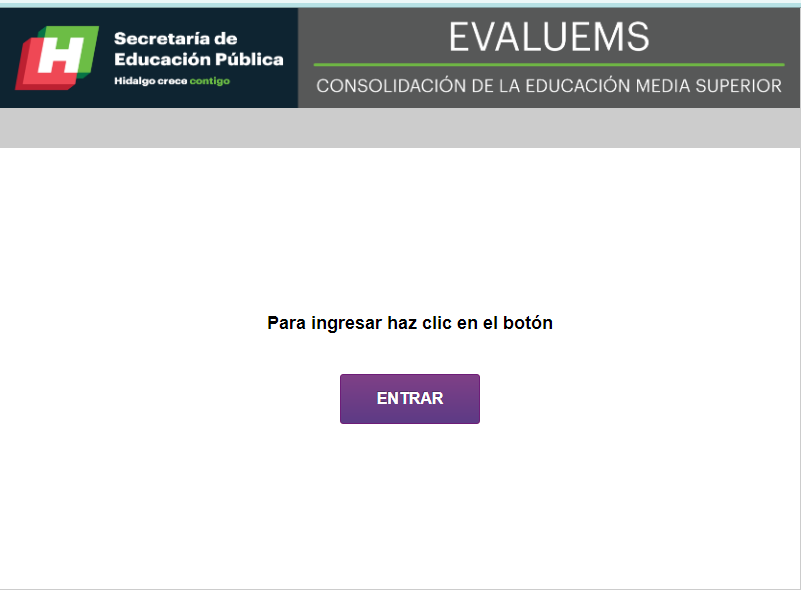 H
Secretaría de
Educación Pública
Hidalgo crece contigo
EVALUEMS
CONSOLIDACIÓN DE LA EDUCACIÓN MEDIA SUPERIOR
Para ingresar haz clic en el botón
ENTRAR